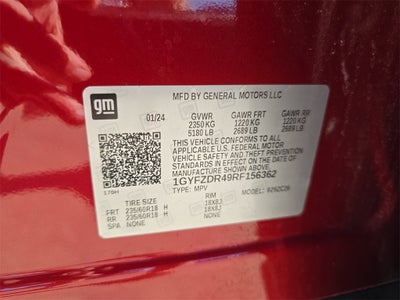 gm
MFD BY GENERAL MOTORS LLC
01/24 GVWR GAWR FRT GAWR RR
2350 KG 1220 KG 1220 KG
5180 LB 2689 LB 2689 LB
THIS VEHICLE CONFORMS TO ALL
APPLICABLE U.S. FEDERAL MOTOR
VEHICLE SAFETY STANDARDS IN
EFFECT ON THE DATE OF
MANUFACTURE SHOWN ABOVE.
1GYFZDR49RF156362
TYPE: MPV MODEL:
TIRE SIZE RIM
FRT 235/60R18 H 18X8J
RR 235/60R18 H 18X8J
SPA NONE NONE